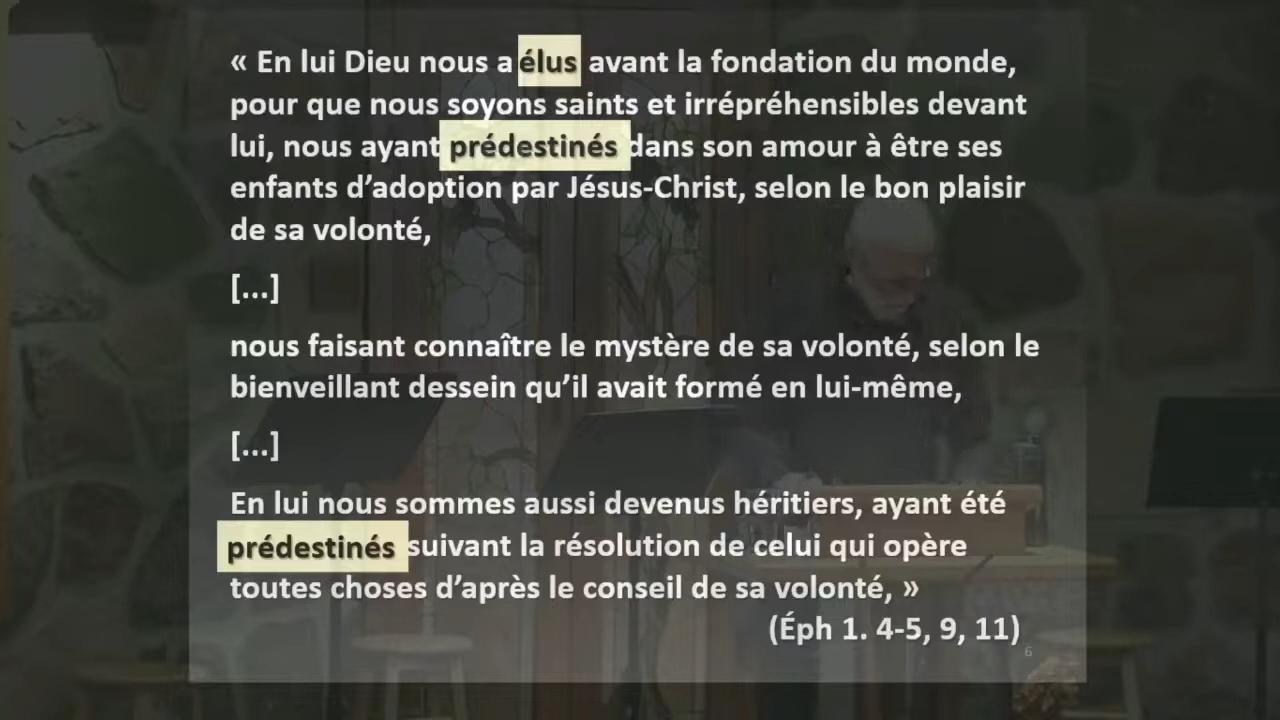 « En lui Dieu nous a élus avant la fondation du monde,
pour que nous soyons saints et irrépréhensibles devant
lui, nous ayant prédestinés dans son amour à être ses
enfants d’adoption par Jésus-Christ, selon le bon plaisir
de sa volonté,
[...]
nous faisant connaître le mystère de sa volonté, selon le
bienveillant dessein qu’il avait formé en lui-même,
[...]
En lui nous sommes aussi devenus héritiers, ayant été
prédestinés suivant la résolution de celui qui opère
toutes choses d’après le conseil de sa volonté, »
(Éph 1. 4-5, 9, 11)
6